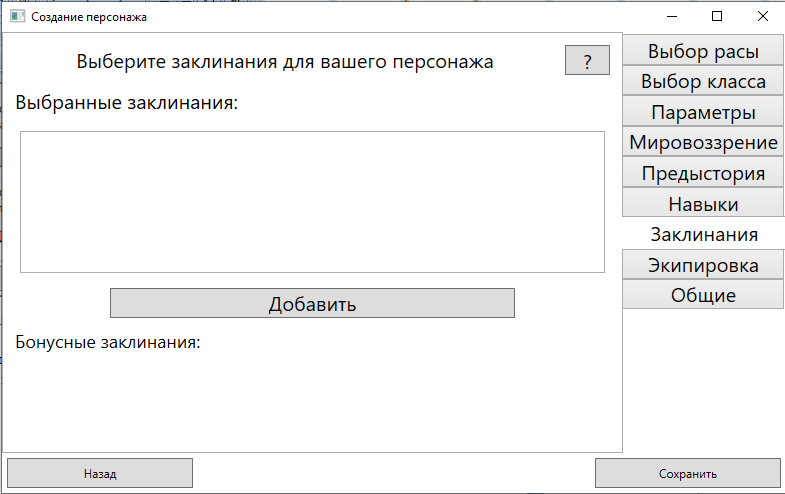 Создание персонажа
Выберите заклинания для вашего персонажа
?
Выбранные заклинания:
Добавить
Бонусные заклинания:
Выбор расы
Выбор класса
Параметры
Мировоззрение
Предыстория
Навыки
Заклинания
Экипировка
Общие
Назад
Сохранить